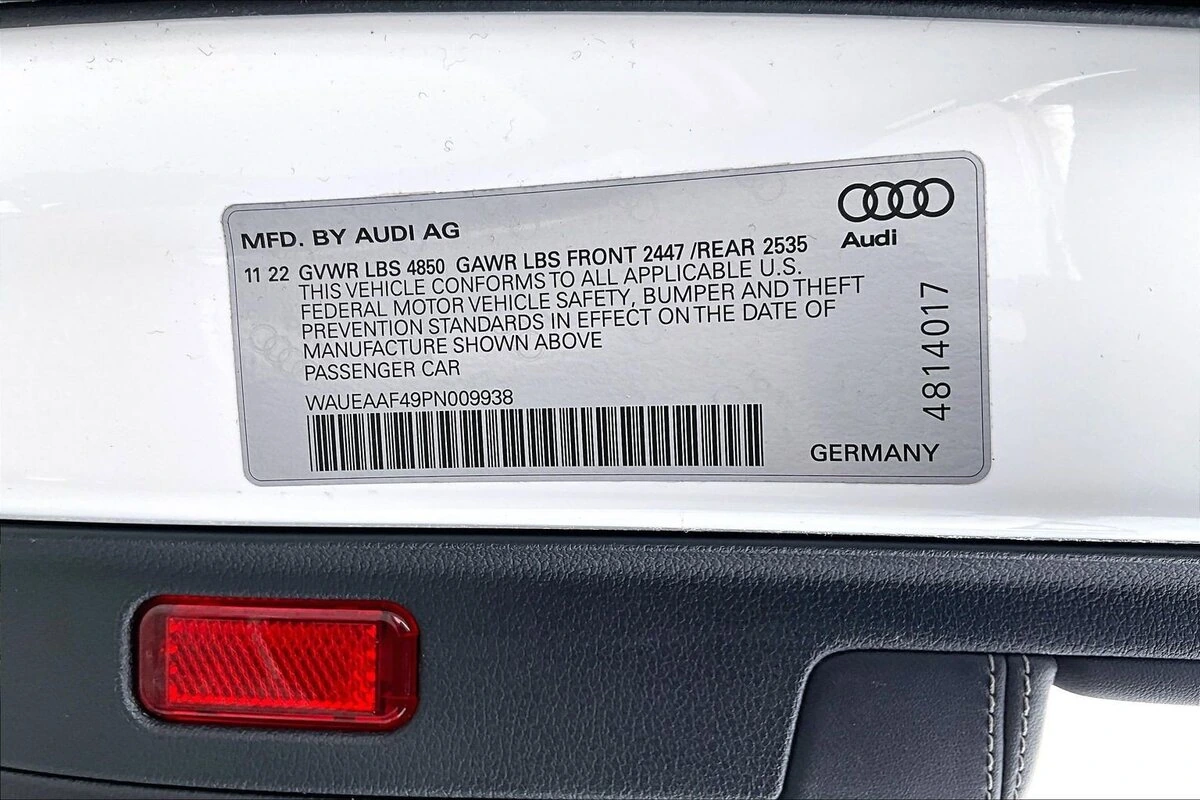 MFD. BY AUDI AG
Audi
11 22 GVWR LBS 4850 GAWR LBS FRONT 2447 /REAR 2535
THIS VEHICLE CONFORMS TO ALL APPLICABLE U.S.
FEDERAL MOTOR VEHICLE SAFETY, BUMPER AND THEFT
PREVENTION STANDARDS IN EFFECT ON THE DATE OF
MANUFACTURE SHOWN ABOVE
PASSENGER CAR
WAUEAAF49PN009938
4814017
GERMANY